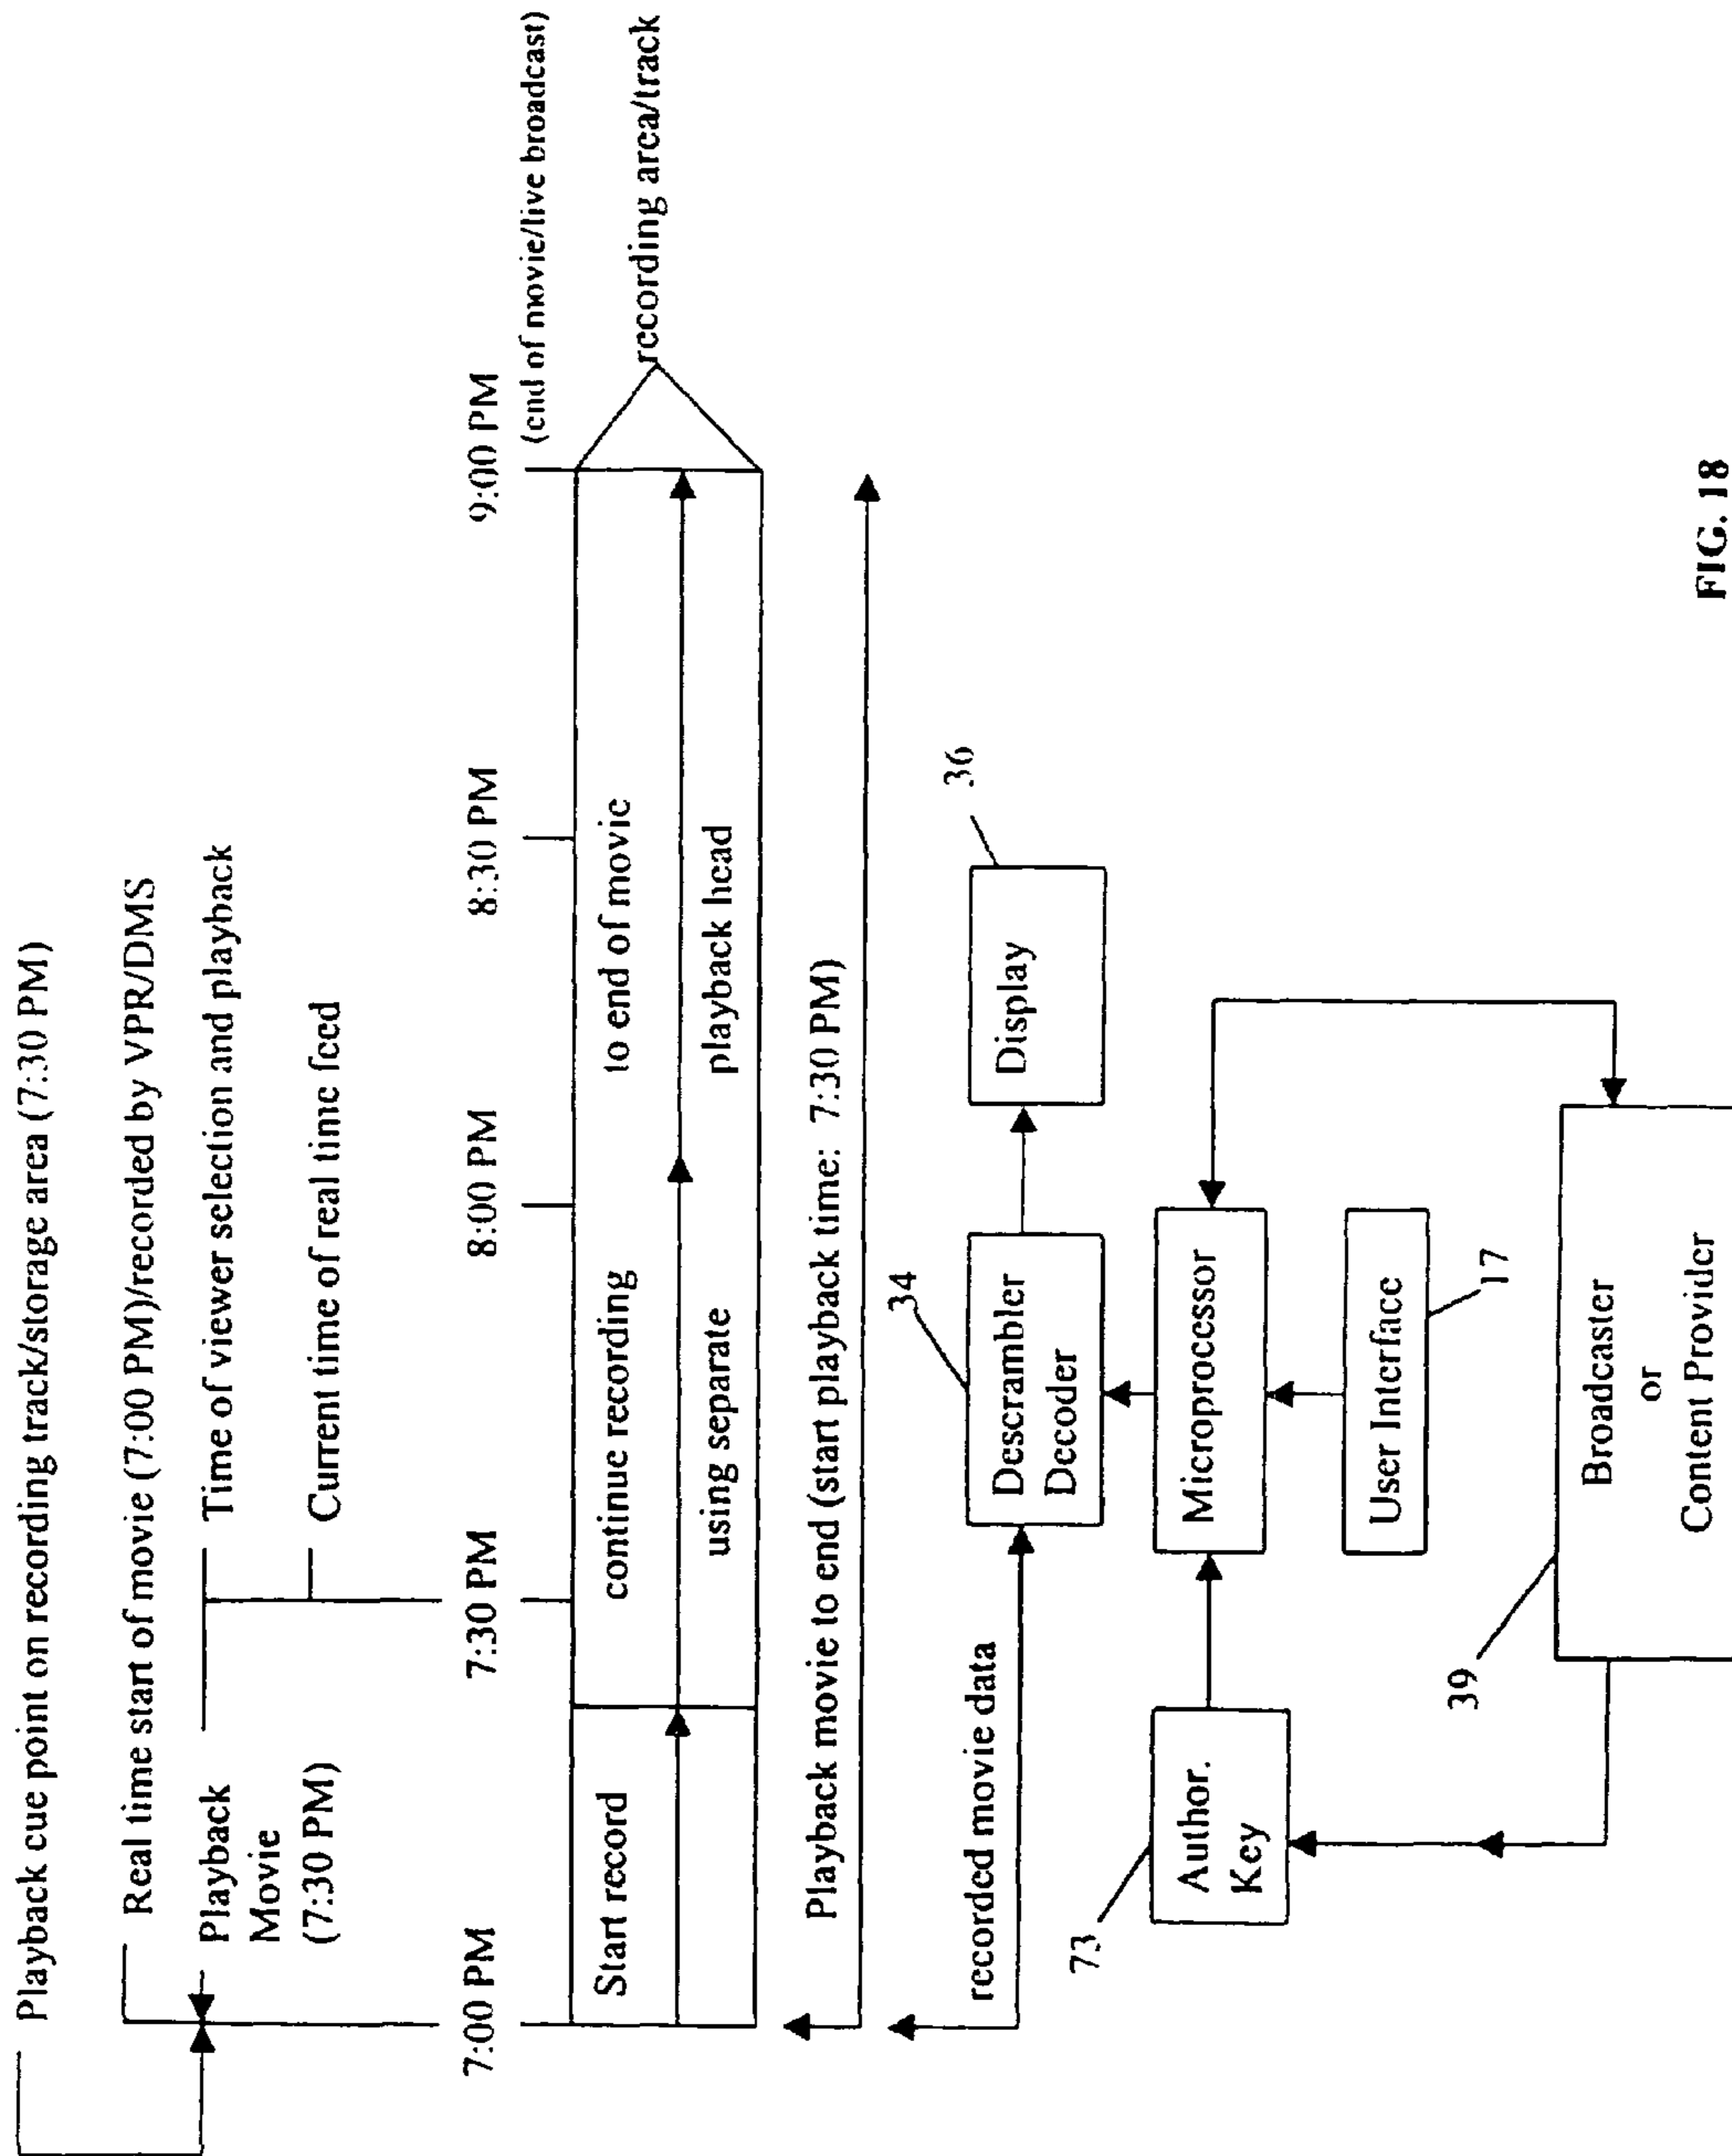 Playback cue point on recording track/storage area (7:30 PM)
Real time start of movie (7:00 PM)/recorded by VPR/DMS
Playback
Movie
(7:30 PM)
Time of viewer selection and playback
Current time of real time feed
7:00 PM
7:30 PM
8:00 PM
8:30 PM
9:00 PM
(end of movie/live broadcast)
Start record
continue recording
to end of movie
recording area/track
using separate
playback head
Playback movie to end (start playback time: 7:30 PM)
recorded movie data
34
Descrambler
Decoder
36
Display
73
Author.
Key
Microprocessor
User Interface
17
39
Broadcaster
or
Content Provider
FIG. 18